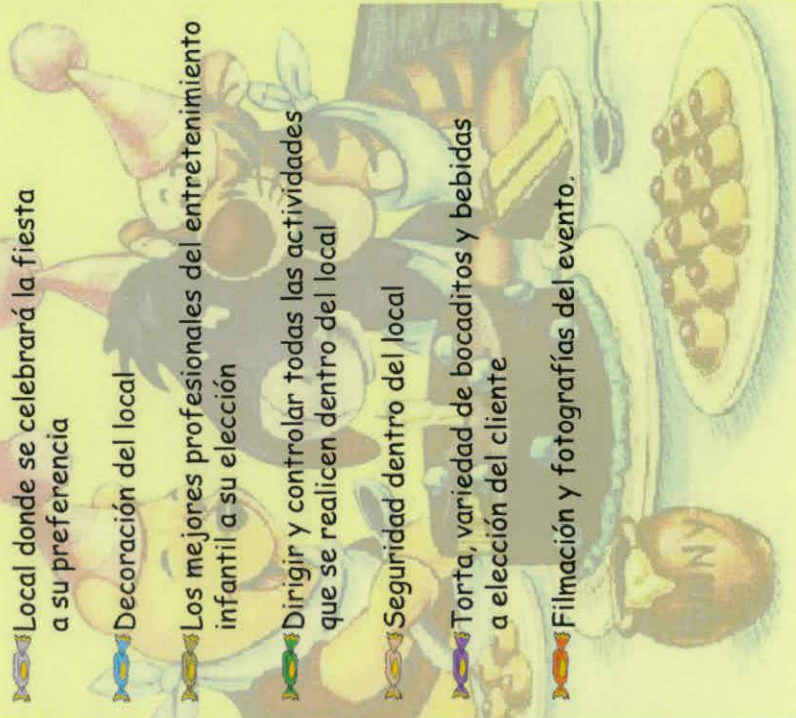 Local donde se celebrará la fiesta
a su preferencia
Decoración del local
Los mejores profesionales del entretenimiento
infantil a su elección
Dirigir y controlar todas las actividades
que se realicen dentro del local
Seguridad dentro del local
Torta, variedad de bocaditos y bebidas
a elección del cliente
Filmación y fotografías del evento.